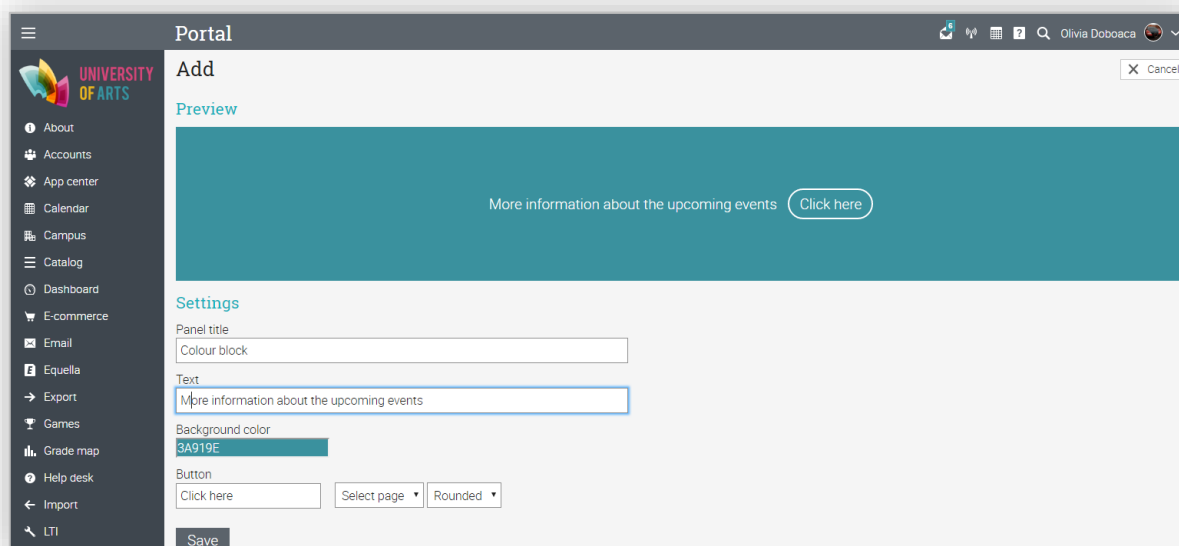 Portal
6
?
Olivia Doboaca
UNIVERSITY
OF ARTS
Add
Cancel
Preview
More information about the upcoming events
Click here
About
Accounts
App center
Calendar
Campus
Catalog
Dashboard
E-commerce
Email
Equella
Export
Games
Grade map
Help desk
Import
LTI
Settings
Panel title
Colour block
Text
More information about the upcoming events
Background color
3A919E
Button
Click here
Select page
Rounded
Save